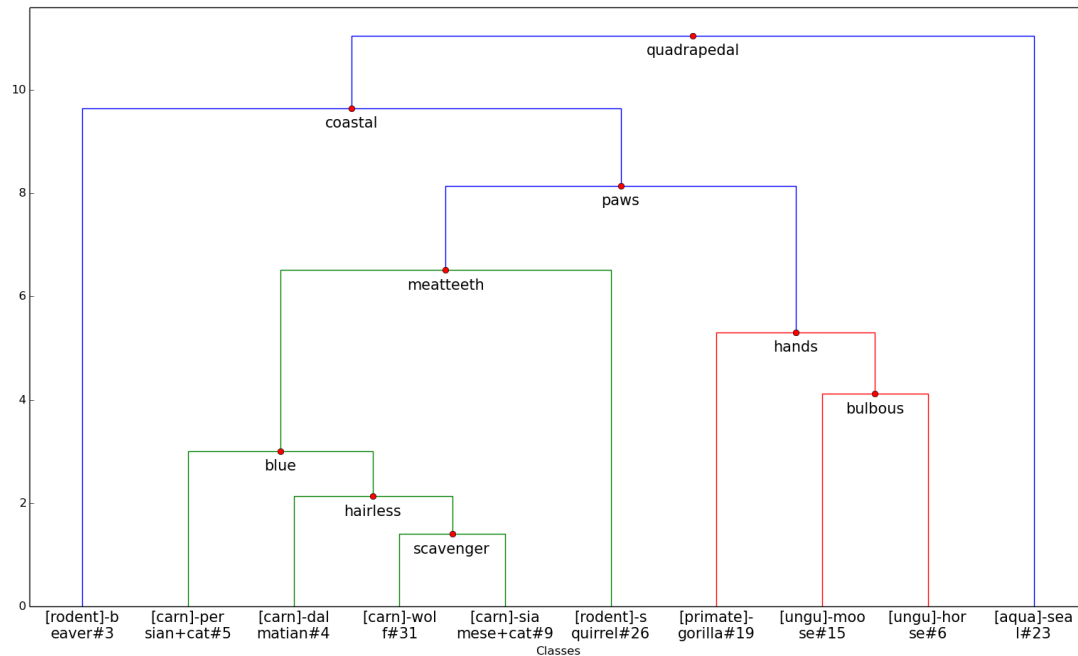 quadrapedal
10
coastal
8
paws
meatteeth
6
hands
4
bulbous
blue
hairless
2
scavenger
0
[rodent]-b [carn]-per [carn]-dal [carn]-wol [carn]-sia [rodent]-s [primate]- [ungu]-moo [ungu]-hor [aqua]-sea
eaver#3 sian+cat#5 matian#4 f#31 mese+cat#9 quirrel#26 gorilla#19 se#15 se#6 l#23
Classes